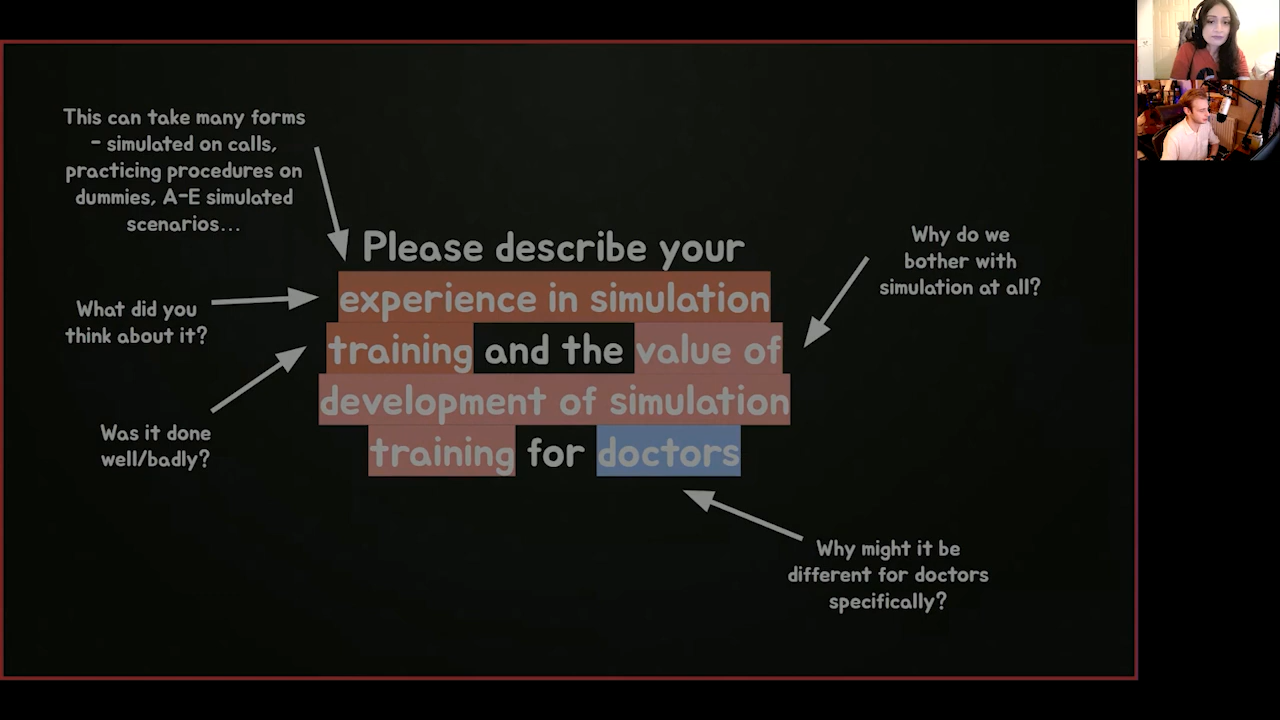 This can take many forms
- simulated on calls,
practicing procedures on
dummies, A-E simulated
scenarios...
What did you
think about it?
Was it done
well/badly?
Please describe your
experience in simulation
training and the value of
development of simulation
training for doctors
Why do we
bother with
simulation at all?
Why might it be
different for doctors
specifically?